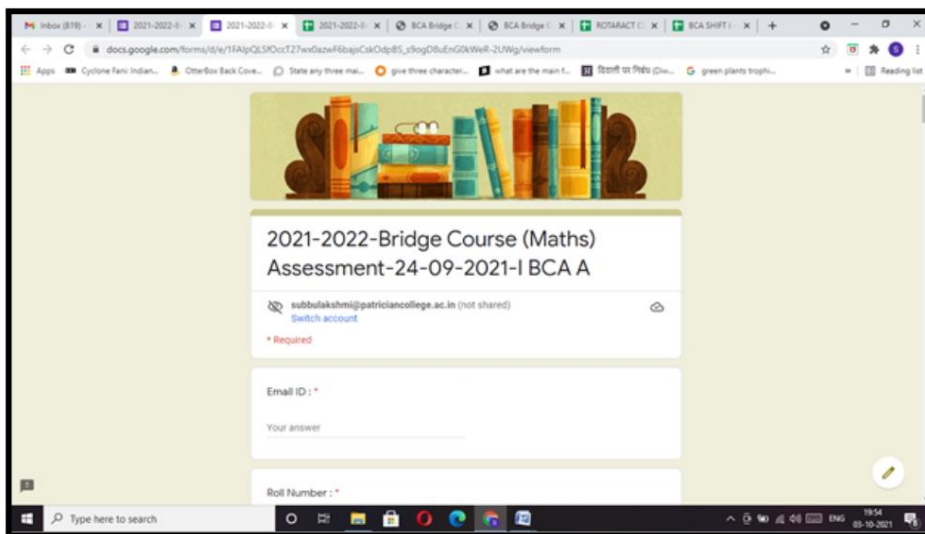 Inbox (819) -
2021-2022-B
2021-2022-B
2021-2022-B
BCA Bridge C
BCA Bridge C
ROTARACT C
BCA SHIFT I -
docs.google.com/forms/d/e/
/viewform
Apps
Cyclone Fani: Indian...
OtterBox Back Cove...
State any three mai...
give three character...
what are the main f...
दिवाली पर निबंध (Diw...
green plants trophi...
Reading list
2021-2022-Bridge Course (Maths)
Assessment-24-09-2021-I BCA A
subbulakshmi@patriciancollege.ac.in (not shared)
Switch account
* Required
Email ID : *
Your answer
Roll Number : *
Type here to search
ENG
19:54
03-10-2021